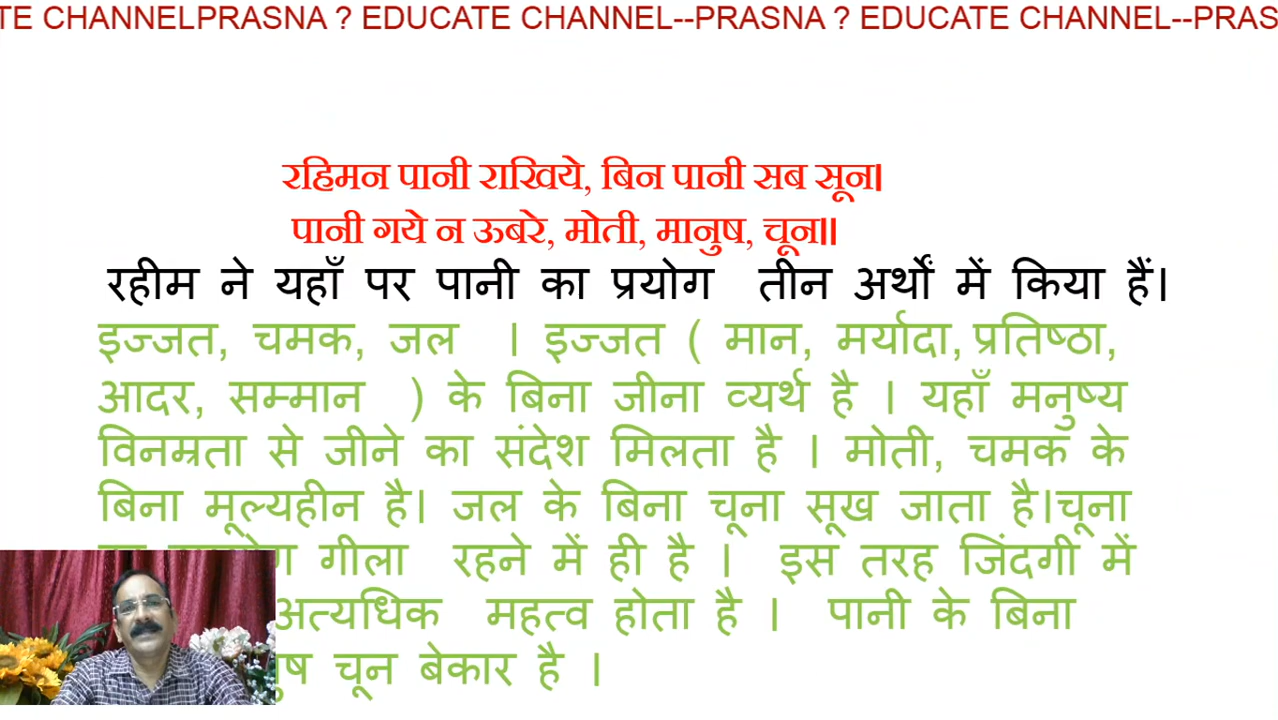 TE CHANNELPRASNA ? EDUCATE CHANNEL--PRASNA ? EDUCATE CHANNEL--PRAS
रहिमन पानी राखिये, बिन पानी सब सून।
पानी गये न ऊबरे, मोती, मानुष, चून॥
रहीम ने यहाँ पर पानी का प्रयोग तीन अर्थों में किया हैं।
इज्जत, चमक, जल । इज्जत ( मान, मर्यादा, प्रतिष्ठा,
आदर, सम्मान ) के बिना जीना व्यर्थ है । यहाँ मनुष्य
विनम्रता से जीने का संदेश मिलता है । मोती, चमक के
बिना मूल्यहीन है। जल के बिना चूना सूख जाता है।चूना
गीला रहने में ही है । इस तरह जिंदगी में
अत्यधिक महत्व होता है । पानी के बिना
चून बेकार है ।